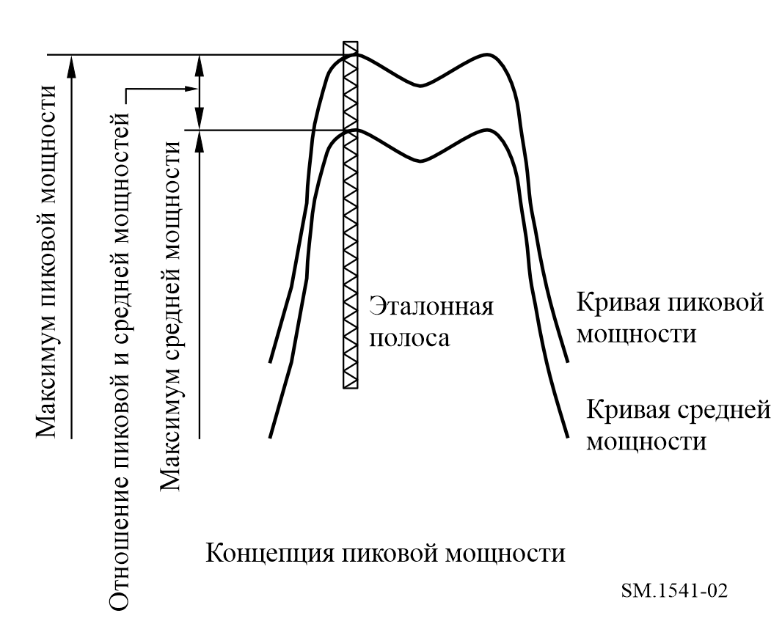 Максимум пиковой мощности
Отношение пиковой и средней мощностей
Максимум средней мощности
Эталонная
полоса
Кривая пиковой
мощности
Кривая средней
мощности
Концепция пиковой мощности
SM.1541-02